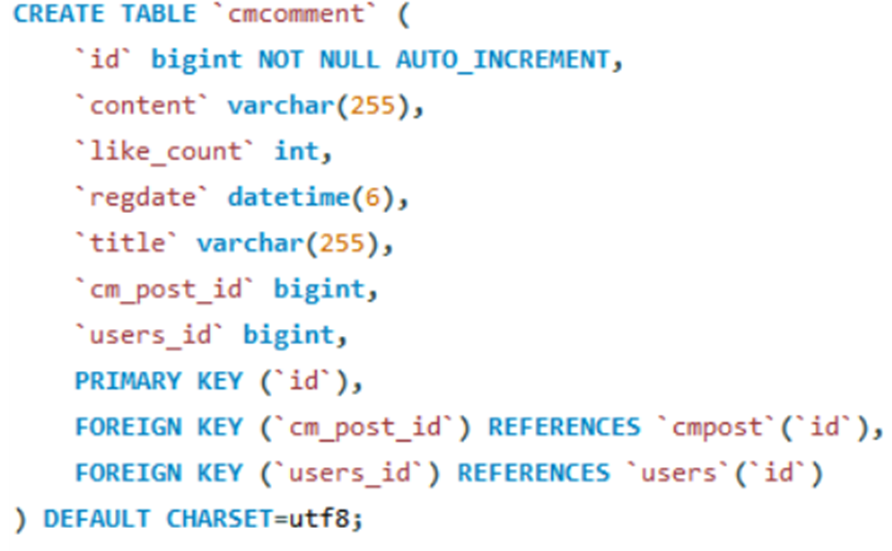 CREATE TABLE `cmcomment` (
    `id` bigint NOT NULL AUTO_INCREMENT,
    `content` varchar(255),
    `like_count` int,
    `regdate` datetime(6),
    `title` varchar(255),
    `cm_post_id` bigint,
    `users_id` bigint,
    PRIMARY KEY (`id`),
    FOREIGN KEY (`cm_post_id`) REFERENCES `cmpost`(`id`),
    FOREIGN KEY (`users_id`) REFERENCES `users`(`id`)
) DEFAULT CHARSET=utf8;